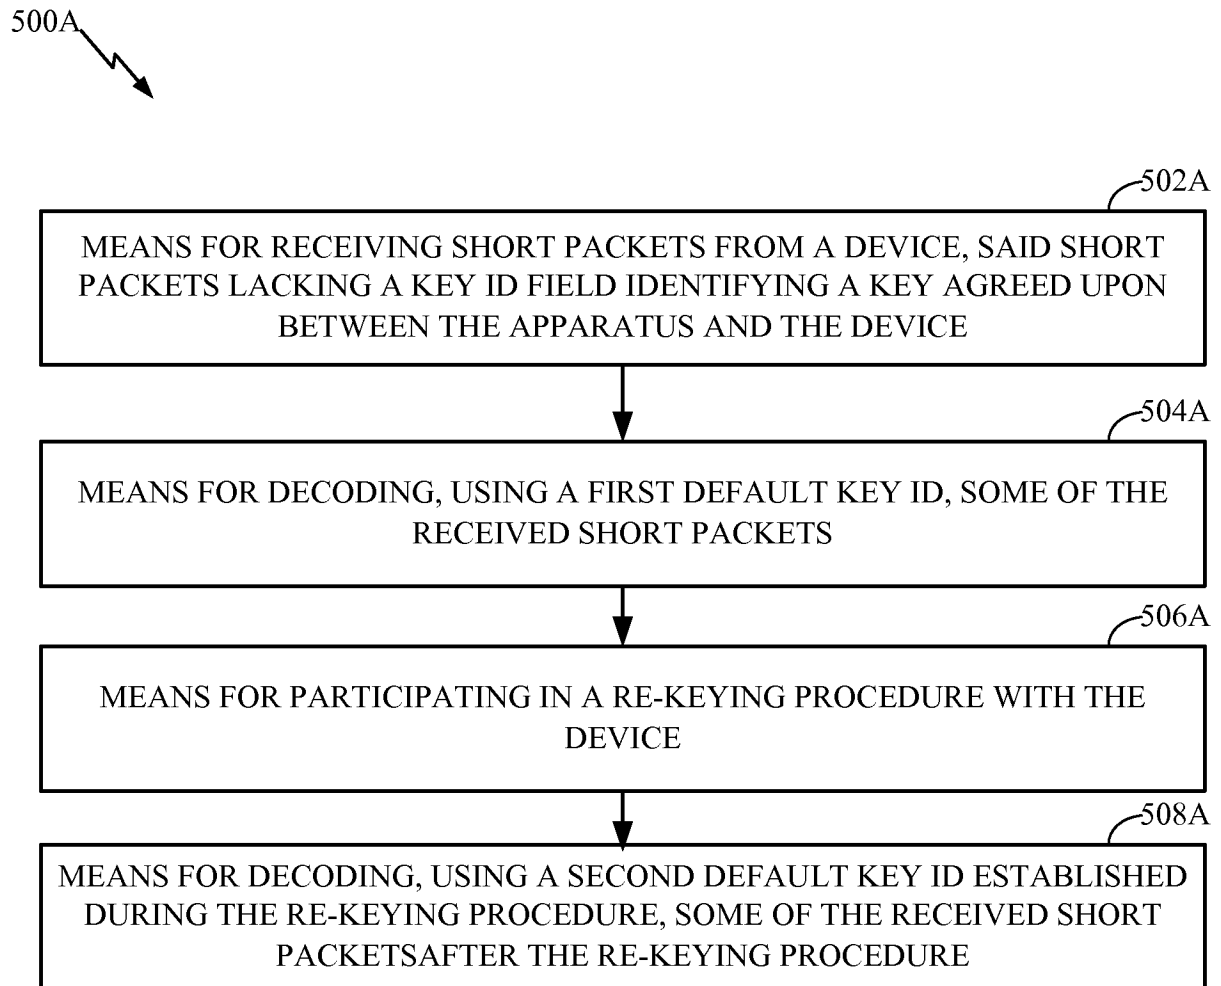 500A
502A
MEANS FOR RECEIVING SHORT PACKETS FROM A DEVICE, SAID SHORT
PACKETS LACKING A KEY ID FIELD IDENTIFYING A KEY AGREED UPON
BETWEEN THE APPARATUS AND THE DEVICE
504A
MEANS FOR DECODING, USING A FIRST DEFAULT KEY ID, SOME OF THE
RECEIVED SHORT PACKETS
506A
MEANS FOR PARTICIPATING IN A RE-KEYING PROCEDURE WITH THE
DEVICE
508A
MEANS FOR DECODING, USING A SECOND DEFAULT KEY ID ESTABLISHED
DURING THE RE-KEYING PROCEDURE, SOME OF THE RECEIVED SHORT
PACKETSAFTER THE RE-KEYING PROCEDURE